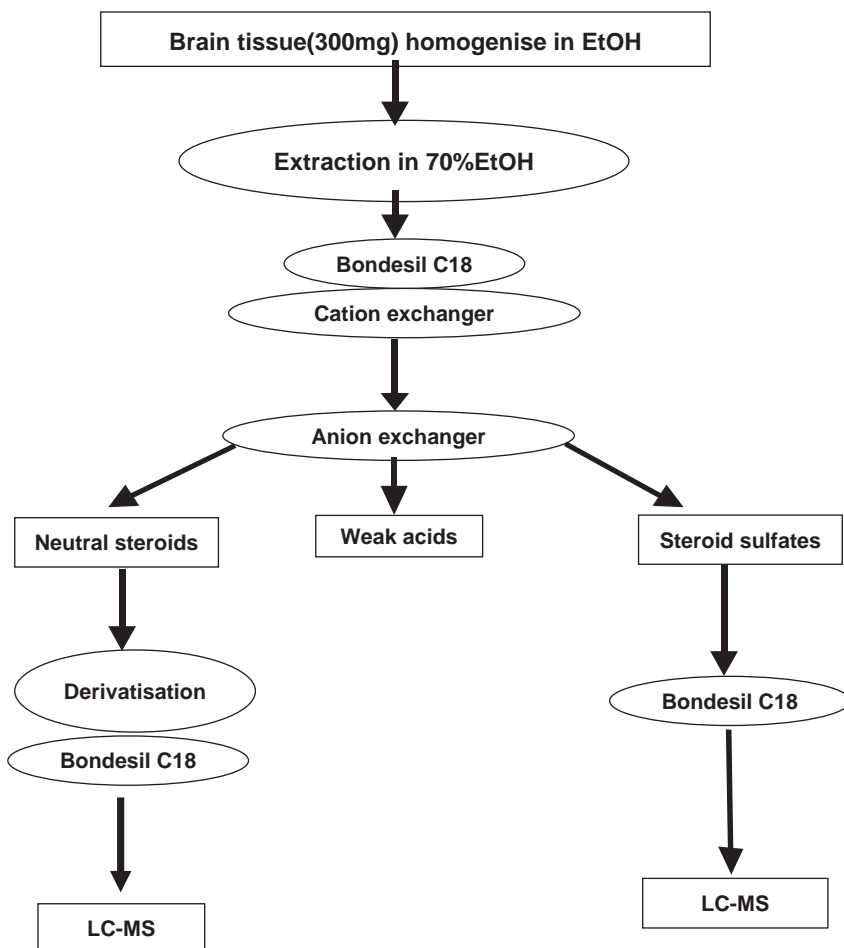 Brain tissue(300mg) homogenise in EtOH
Extraction in 70%EtOH
Bondesil C18
Cation exchanger
Anion exchanger
Neutral steroids
Weak acids
Steroid sulfates
Derivatisation
Bondesil C18
Bondesil C18
LC-MS
LC-MS